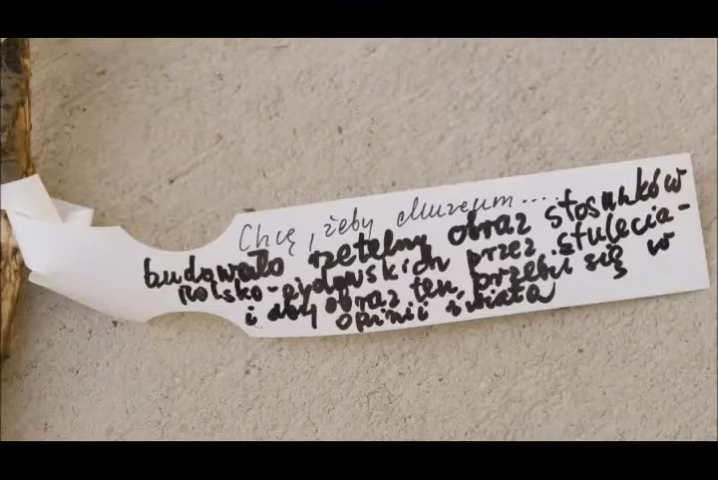 Chcę, żeby Muzeum....
budowało rzetelny obraz stosunków
polsko-żydowskich przez stulecia-
i aby obraz ten przebił się w
opinii świata